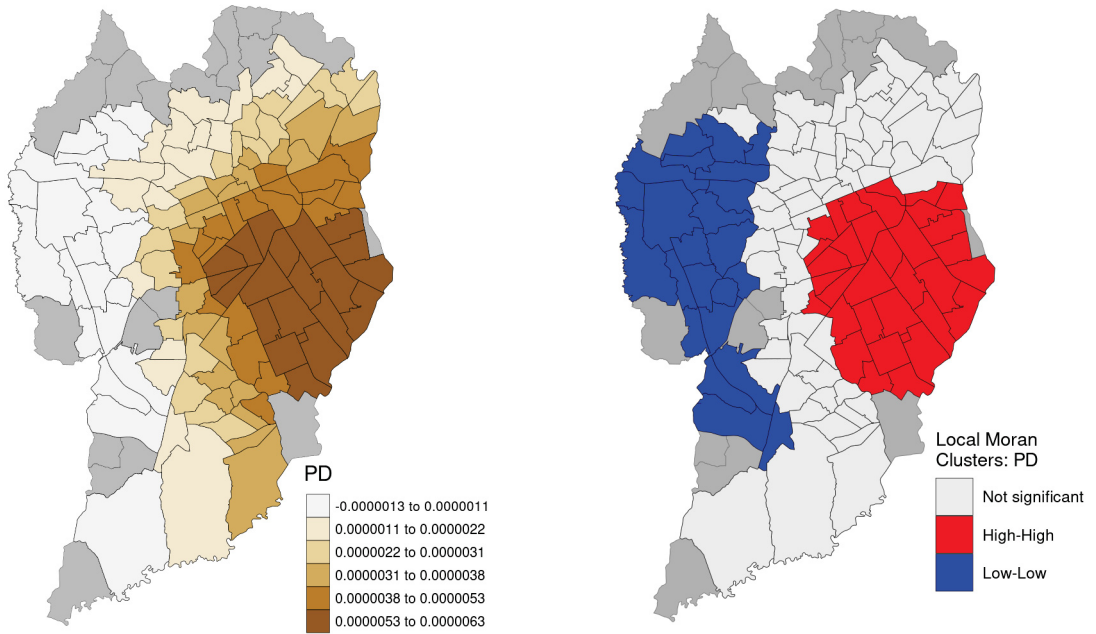 PD
-0.0000013 to 0.0000011
0.0000011 to 0.0000022
0.0000022 to 0.0000031
0.0000031 to 0.0000038
0.0000038 to 0.0000053
0.0000053 to 0.0000063
Local Moran
Clusters: PD
Not significant
High-High
Low-Low